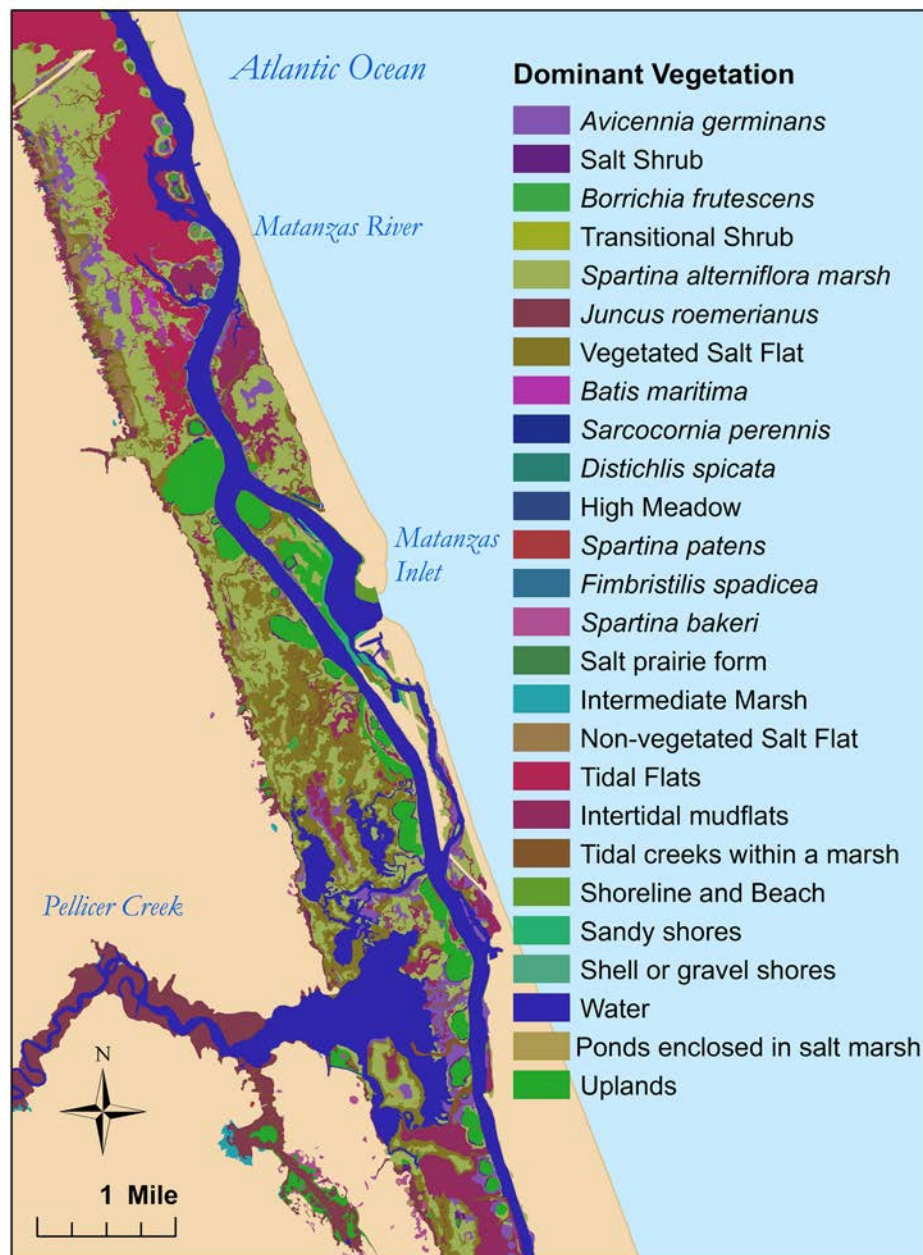 Atlantic Ocean
Matanzas River
Matanzas
Inlet
Pellicer Creek
N
1 Mile
Dominant Vegetation
Avicennia germinans
Salt Shrub
Borrichia frutescens
Transitional Shrub
Spartina alterniflora marsh
Juncus roemerianus
Vegetated Salt Flat
Batis maritima
Sarcocornia perennis
Distichlis spicata
High Meadow
Spartina patens
Fimbristilis spadicea
Spartina bakeri
Salt prairie form
Intermediate Marsh
Non-vegetated Salt Flat
Tidal Flats
Intertidal mudflats
Tidal creeks within a marsh
Shoreline and Beach
Sandy shores
Shell or gravel shores
Water
Ponds enclosed in salt marsh
Uplands